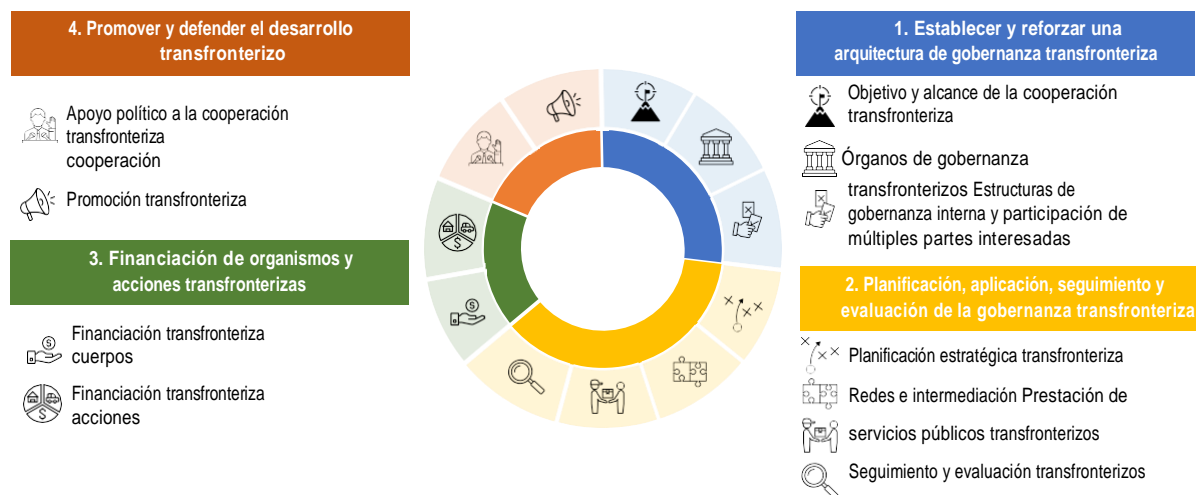 4. Promover y defender el desarrollo
transfronterizo
Apoyo político a la cooperación
transfronteriza
cooperación
Promoción transfronteriza
3. Financiación de organismos y
acciones transfronterizas
Financiación transfronteriza
cuerpos
Financiación transfronteriza
acciones
1. Establecer y reforzar una
arquitectura de gobernanza transfronteriza
Objetivo y alcance de la cooperación
transfronteriza
Órganos de gobernanza
transfronterizos Estructuras de
gobernanza interna y participación de
múltiples partes interesadas
2. Planificación, aplicación, seguimiento y
evaluación de la gobernanza transfronteriza
Planificación estratégica transfronteriza
Redes e intermediación Prestación de
servicios públicos transfronterizos
Seguimiento y evaluación transfronterizos